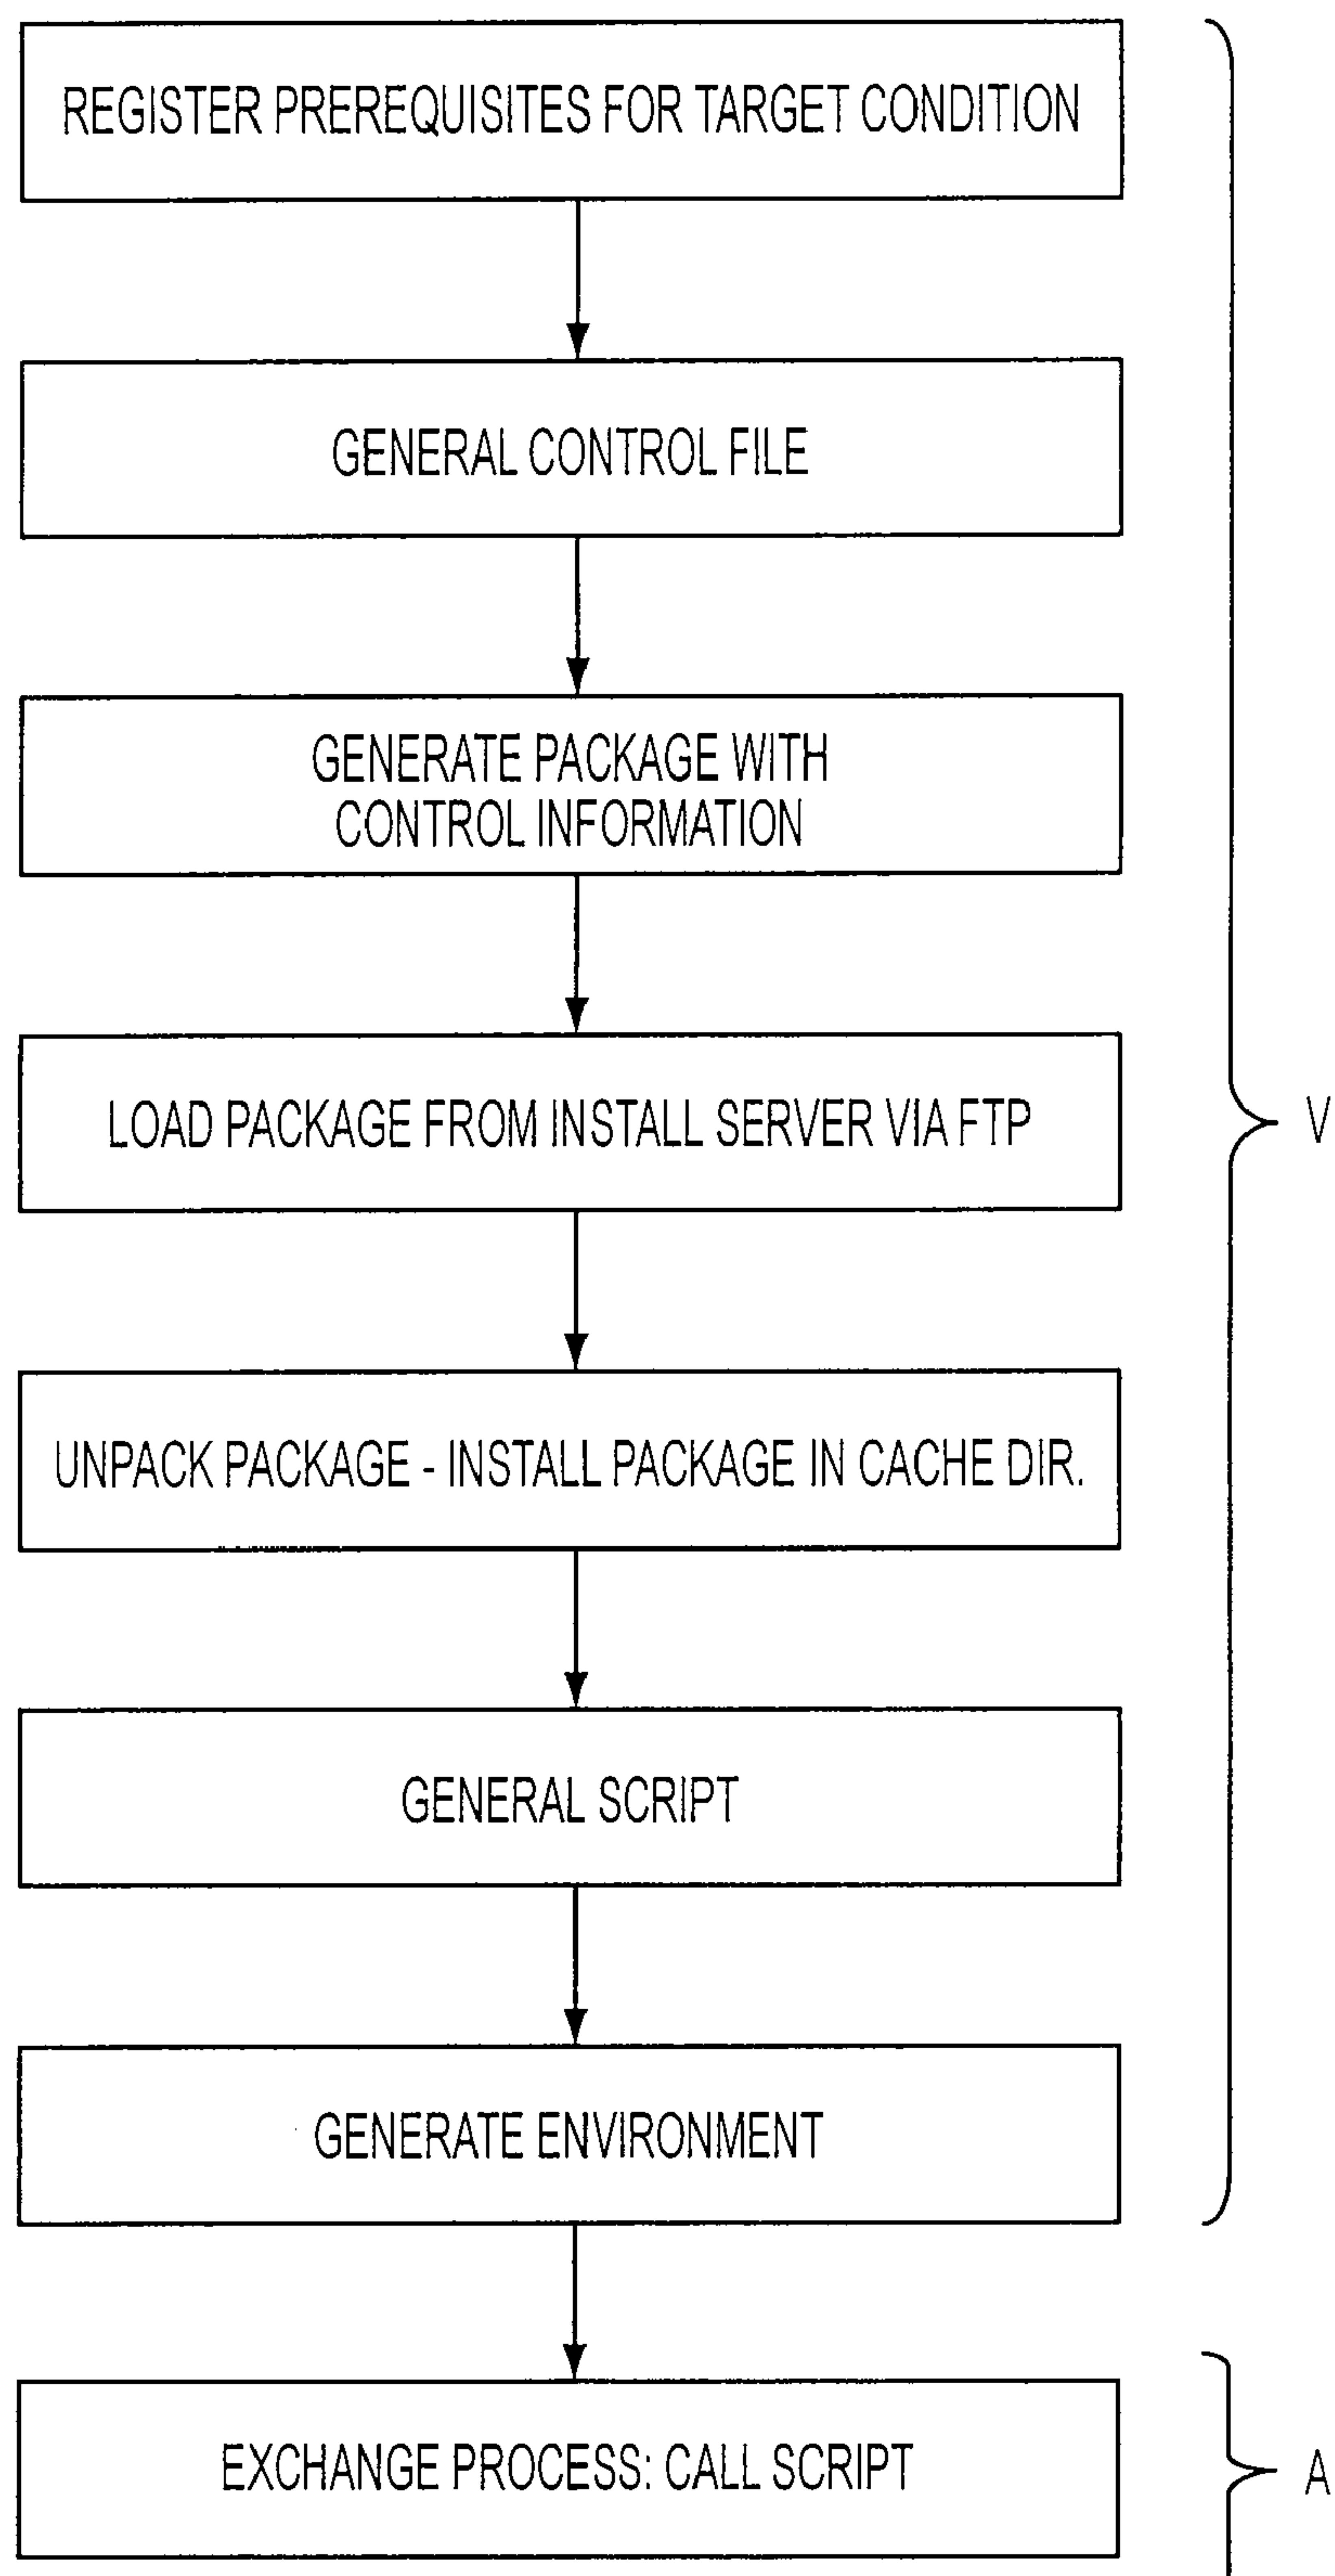 REGISTER PREREQUISITES FOR TARGET CONDITION
GENERAL CONTROL FILE
GENERATE PACKAGE WITH
CONTROL INFORMATION
LOAD PACKAGE FROM INSTALL SERVER VIA FTP
V
UNPACK PACKAGE - INSTALL PACKAGE IN CACHE DIR.
GENERAL SCRIPT
GENERATE ENVIRONMENT
EXCHANGE PROCESS: CALL SCRIPT
A